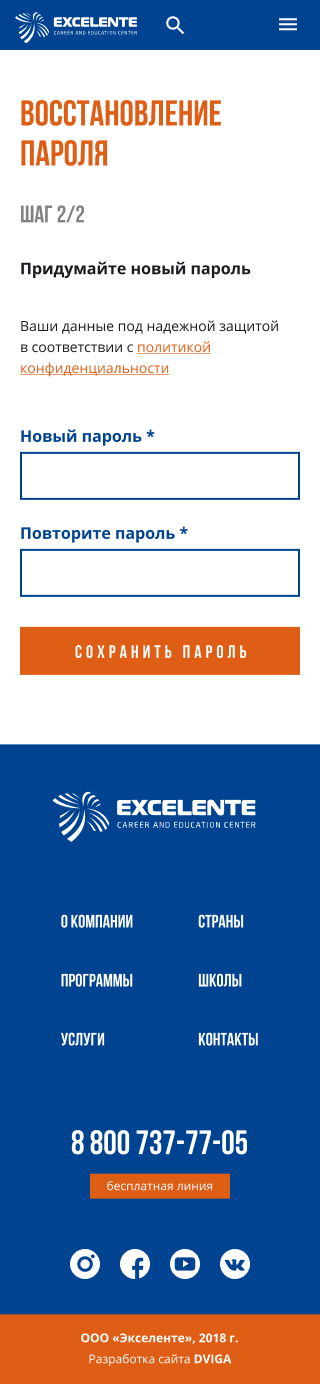 EXCELENTE
CAREER AND EDUCATION CENTER
ВОССТАНОВЛЕНИЕ
ПАРОЛЯ
ШАГ 2/2
Придумайте новый пароль
Ваши данные под надежной защитой
в соответствии с политикой
конфиденциальности
Новый пароль *
Повторите пароль *
СОХРАНИТЬ ПАРОЛЬ
EXCELENTE
CAREER AND EDUCATION CENTER
О КОМПАНИИ СТРАНЫ
ПРОГРАММЫ ШКОЛЫ
УСЛУГИ КОНТАКТЫ
8 800 737-77-05
бесплатная линия
ООО «Экселенте», 2018 г.
Разработка сайта DVIGA